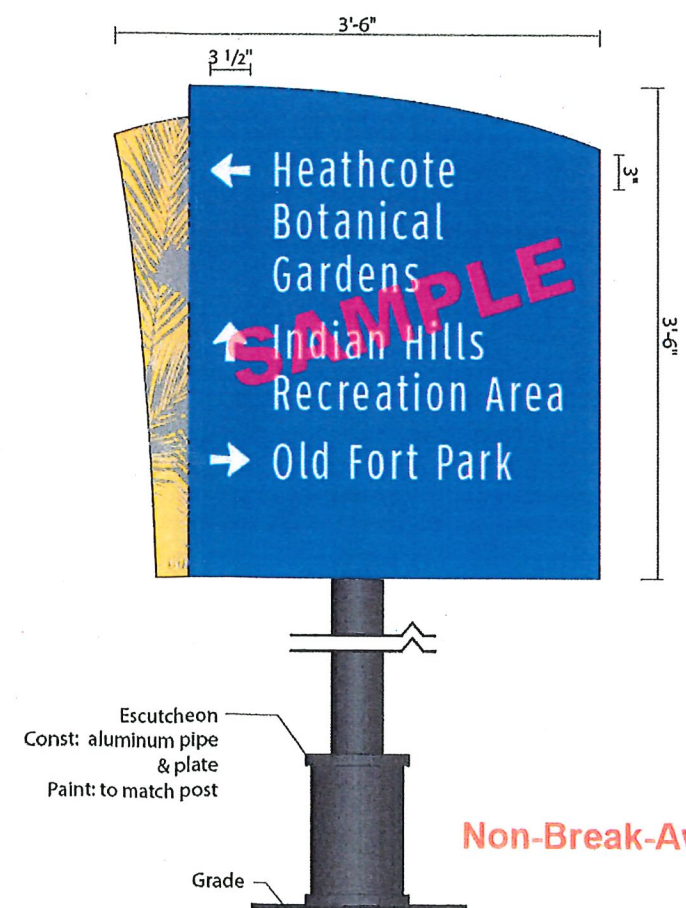 3'-6"
3 1/2"
3"
Heathcote
Botanical
Gardens
SAMPLE
Indian Hills
Recreation Area
Old Fort Park
3'-6"
Escutcheon
Const: aluminum pipe
& plate
Paint: to match post
Non-Break-Aw
Grade